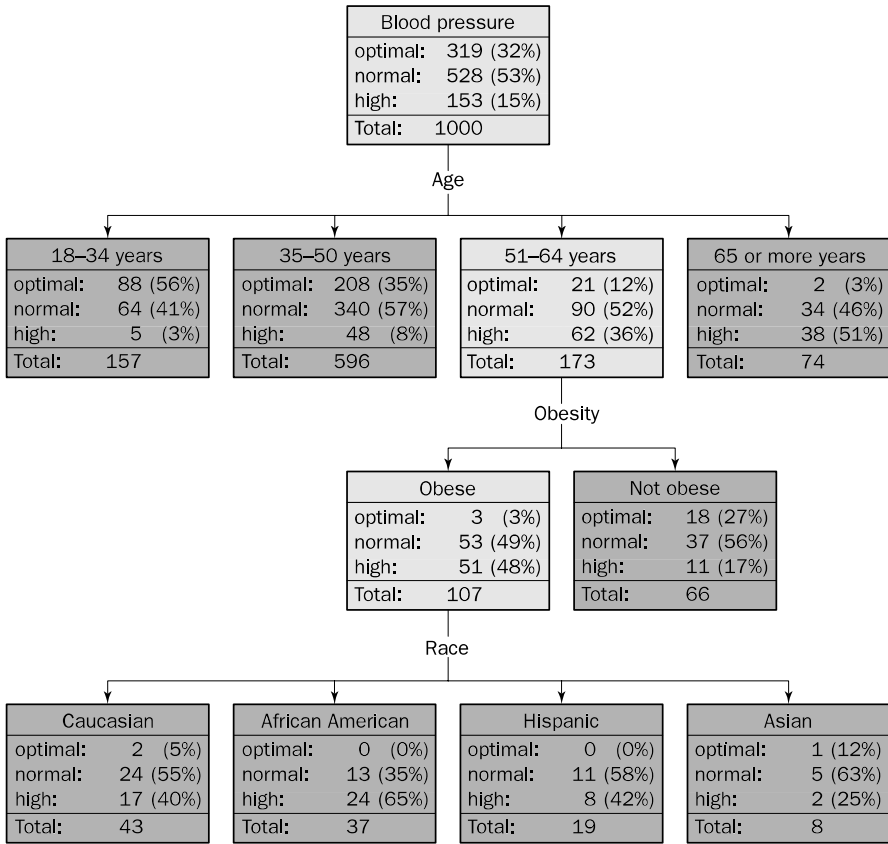 Blood pressure
optimal: 319 (32%)
normal: 528 (53%)
high: 153 (15%)
Total: 1000
Age
18–34 years
optimal: 88 (56%)
normal: 64 (41%)
high: 5 (3%)
Total: 157
35–50 years
optimal: 208 (35%)
normal: 340 (57%)
high: 48 (8%)
Total: 596
51–64 years
optimal: 21 (12%)
normal: 90 (52%)
high: 62 (36%)
Total: 173
65 or more years
optimal: 2 (3%)
normal: 34 (46%)
high: 38 (51%)
Total: 74
Obesity
Obese
optimal: 3 (3%)
normal: 53 (49%)
high: 51 (48%)
Total: 107
Not obese
optimal: 18 (27%)
normal: 37 (56%)
high: 11 (17%)
Total: 66
Race
Caucasian
optimal: 2 (5%)
normal: 24 (55%)
high: 17 (40%)
Total: 43
African American
optimal: 0 (0%)
normal: 13 (35%)
high: 24 (65%)
Total: 37
Hispanic
optimal: 0 (0%)
normal: 11 (58%)
high: 8 (42%)
Total: 19
Asian
optimal: 1 (12%)
normal: 5 (63%)
high: 2 (25%)
Total: 8